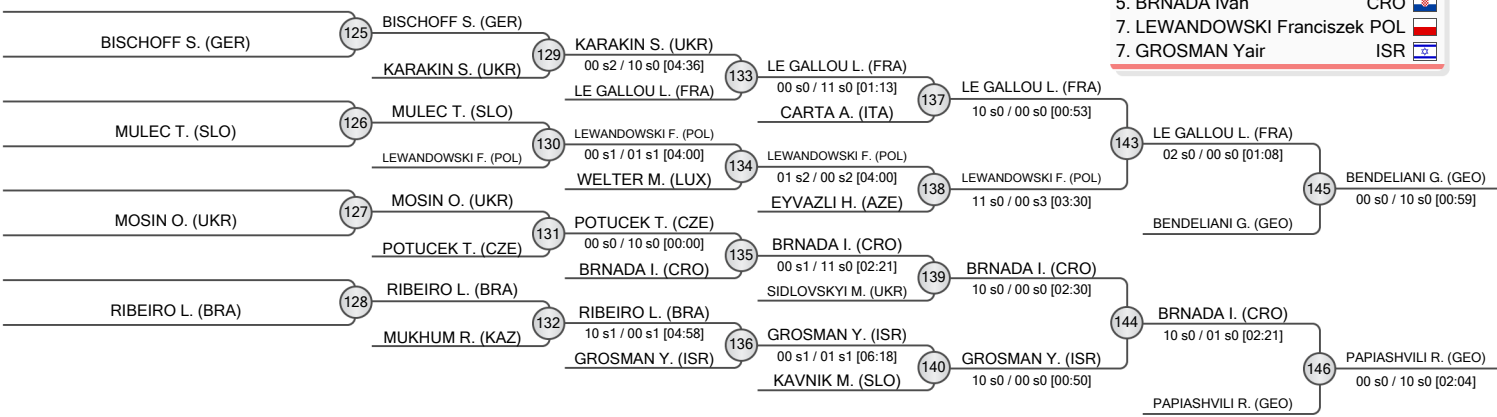 5. BRNADA Ivan CRO
7. LEWANDOWSKI Franciszek POL
7. GROSMAN Yair ISR
BISCHOFF S. (GER)
125
BISCHOFF S. (GER)
KARAKIN S. (UKR)
129
KARAKIN S. (UKR)
00 s2 / 10 s0 [04:36]
LE GALLOU L. (FRA)
133
LE GALLOU L. (FRA)
00 s0 / 11 s0 [01:13]
CARTA A. (ITA)
137
LE GALLOU L. (FRA)
10 s0 / 00 s0 [00:53]
MULEC T. (SLO)
126
MULEC T. (SLO)
LEWANDOWSKI F. (POL)
130
LEWANDOWSKI F. (POL)
00 s1 / 01 s1 [04:00]
WELTER M. (LUX)
134
LEWANDOWSKI F. (POL)
01 s2 / 00 s2 [04:00]
EYVAZLI H. (AZE)
138
LEWANDOWSKI F. (POL)
11 s0 / 00 s3 [03:30]
143
LE GALLOU L. (FRA)
02 s0 / 00 s0 [01:08]
BENDELIANI G. (GEO)
145
BENDELIANI G. (GEO)
00 s0 / 10 s0 [00:59]
MOSIN O. (UKR)
127
MOSIN O. (UKR)
POTUCEK T. (CZE)
131
POTUCEK T. (CZE)
00 s0 / 10 s0 [00:00]
BRNADA I. (CRO)
135
BRNADA I. (CRO)
00 s1 / 11 s0 [02:21]
SIDLOVSKYI M. (UKR)
139
BRNADA I. (CRO)
10 s0 / 00 s0 [02:30]
RIBEIRO L. (BRA)
128
RIBEIRO L. (BRA)
MUKHUM R. (KAZ)
132
RIBEIRO L. (BRA)
10 s1 / 00 s1 [04:58]
GROSMAN Y. (ISR)
136
GROSMAN Y. (ISR)
00 s1 / 01 s1 [06:18]
KAVNIK M. (SLO)
140
GROSMAN Y. (ISR)
10 s0 / 00 s0 [00:50]
144
BRNADA I. (CRO)
10 s0 / 01 s0 [02:21]
PAPIASHVILI R. (GEO)
146
PAPIASHVILI R. (GEO)
00 s0 / 10 s0 [02:04]